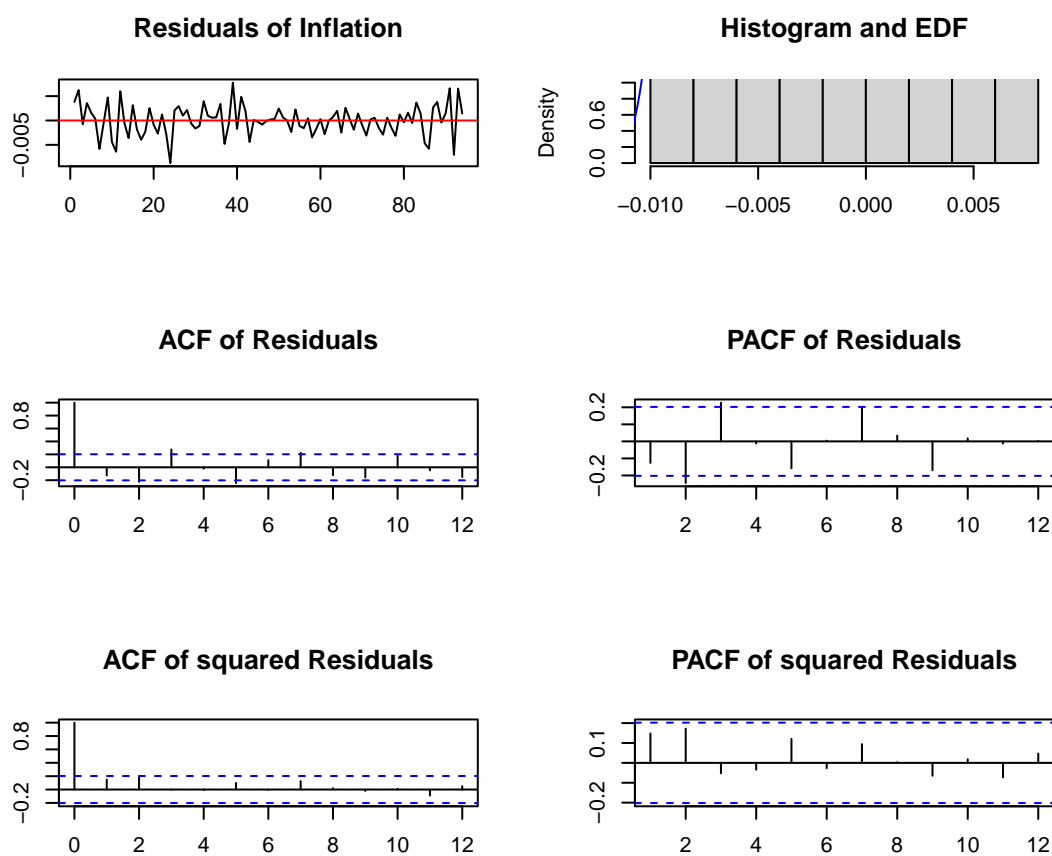 Residuals of Inflation
−0.005
0 20 40 60 80
Histogram and EDF
Density
0.0 0.6
−0.010 −0.005 0.000 0.005
ACF of Residuals
−0.2 0.8
0 2 4 6 8 10 12
PACF of Residuals
−0.2 0.2
2 4 6 8 10 12
ACF of squared Residuals
−0.2 0.8
0 2 4 6 8 10 12
PACF of squared Residuals
−0.2 0.1
2 4 6 8 10 12